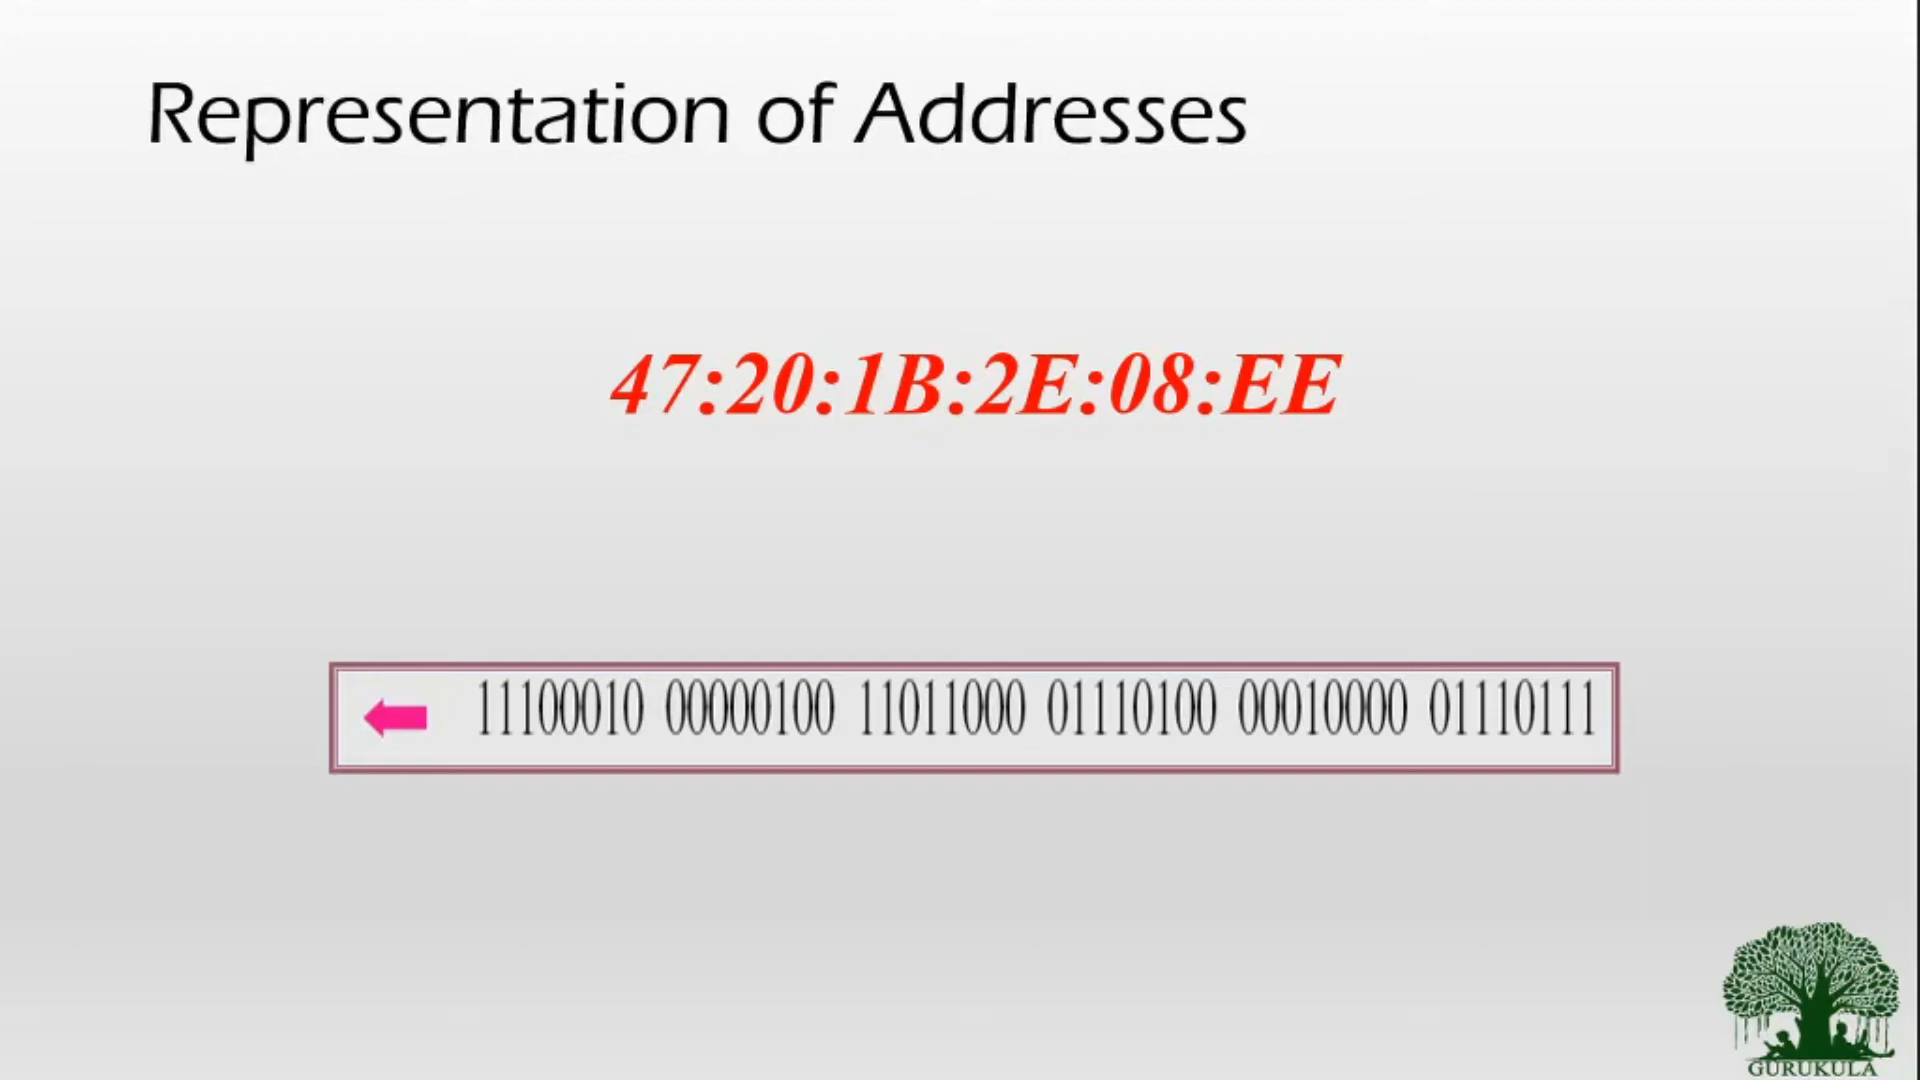 Representation of Addresses
47:20:1B:2E:08:EE
11100010 00000100 11011000 01110100 00010000 01110111
GURUKULA